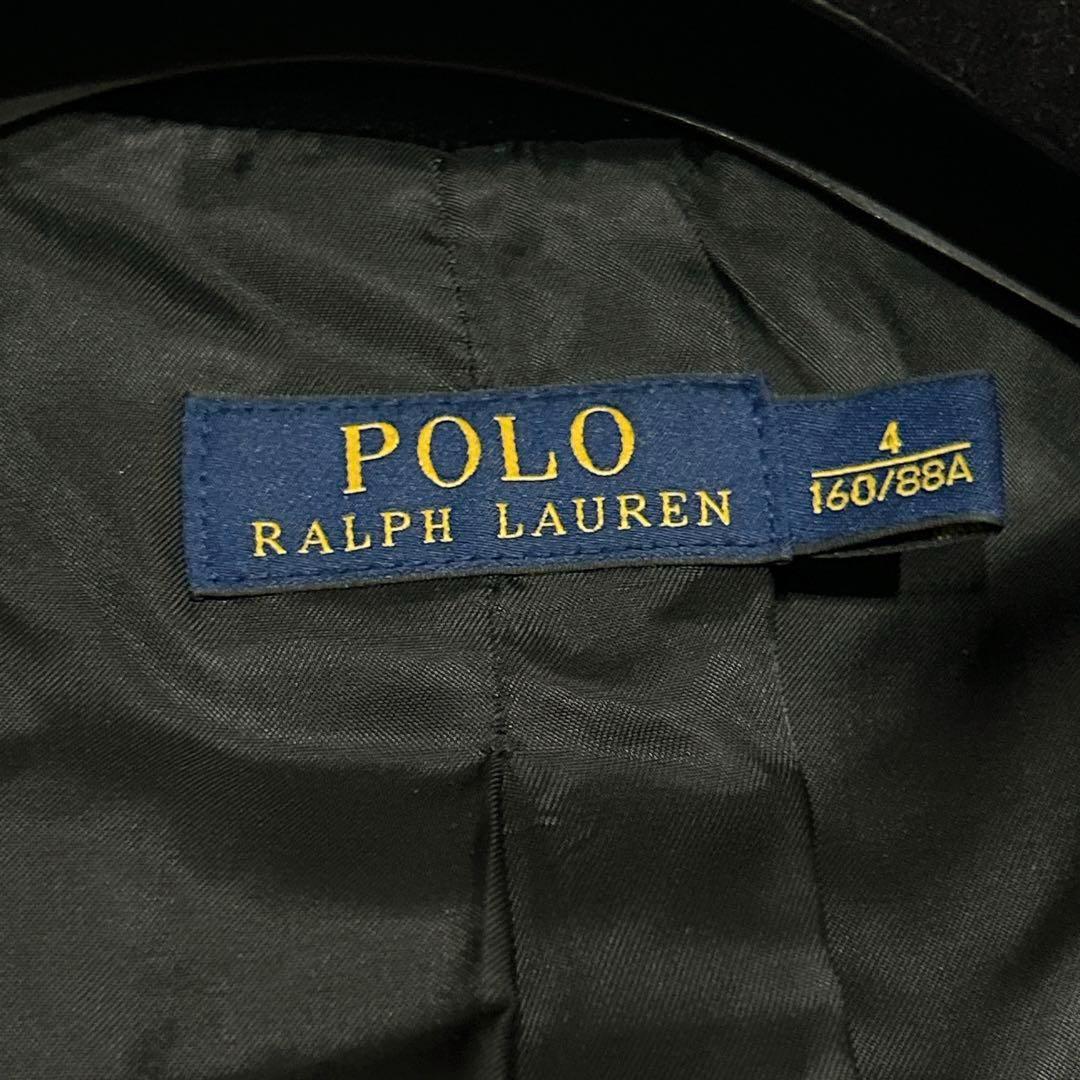 POLO
RALPH LAUREN
4
160/88A